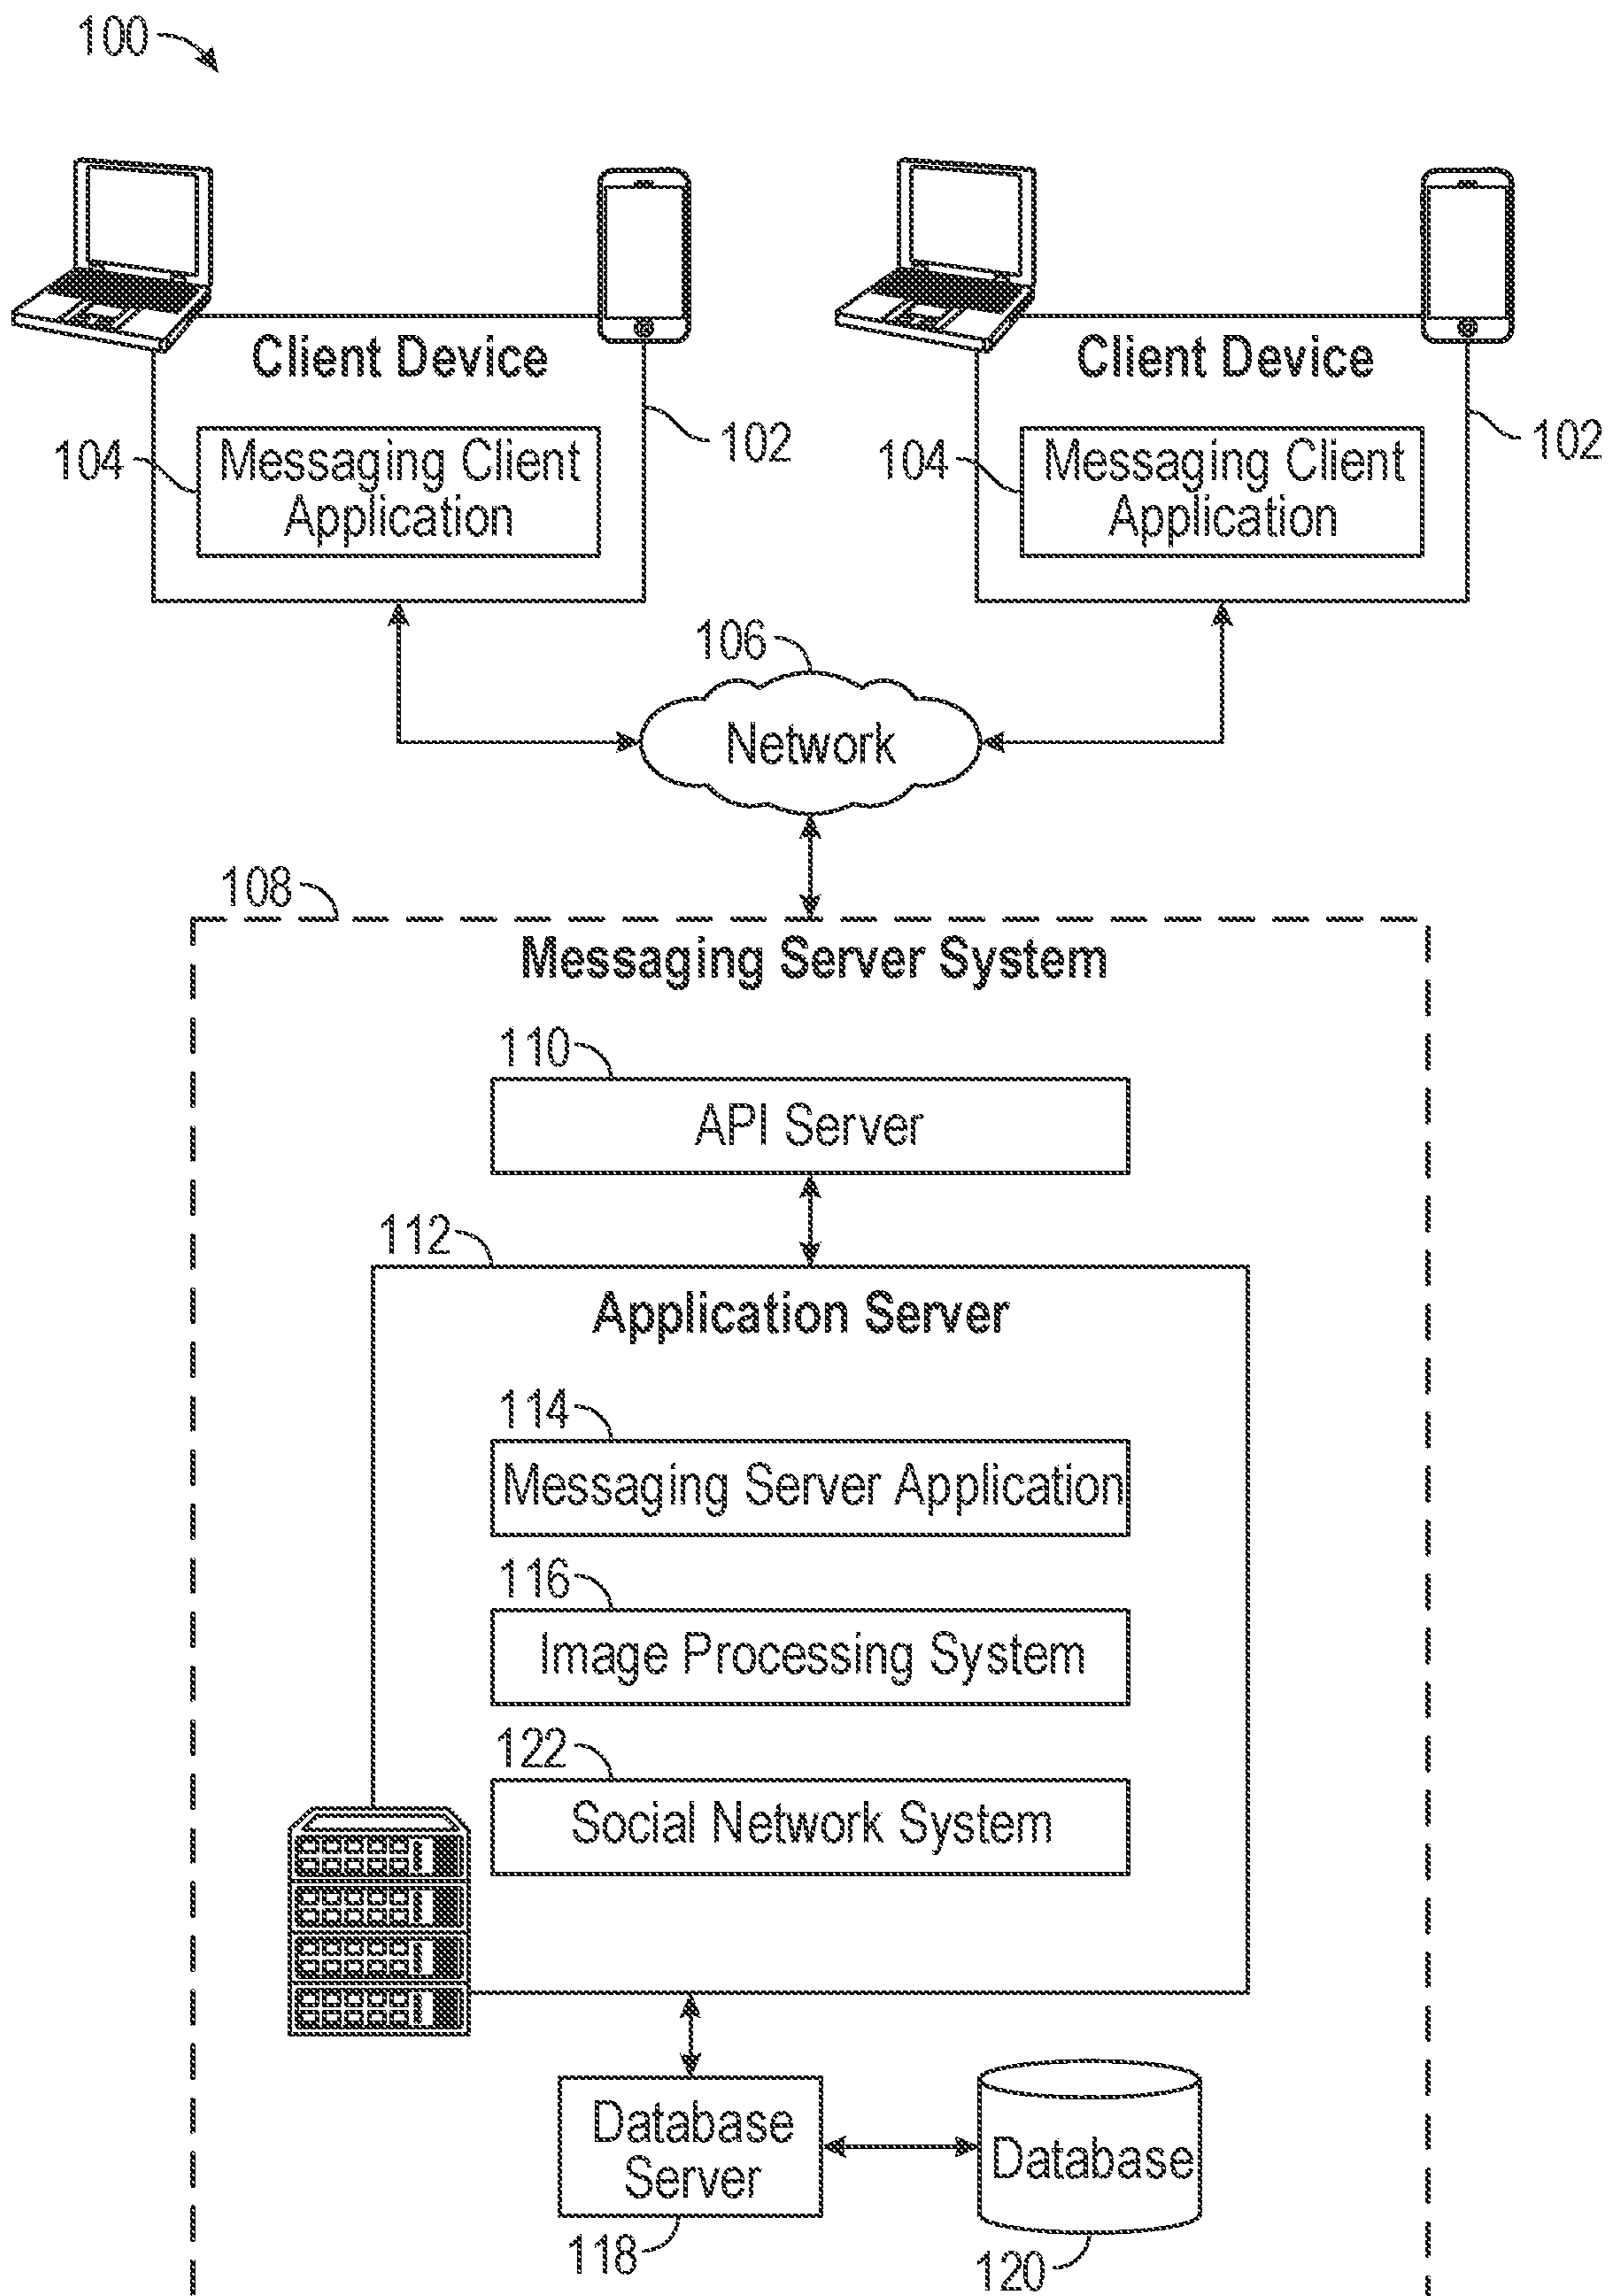 100
Client Device
Client Device
104
Messaging Client
Application
102
104
Messaging Client
Application
102
106
Network
108
Messaging Server System
110
API Server
112
Application Server
114
Messaging Server Application
116
Image Processing System
122
Social Network System
Database
Server
Database
118
120